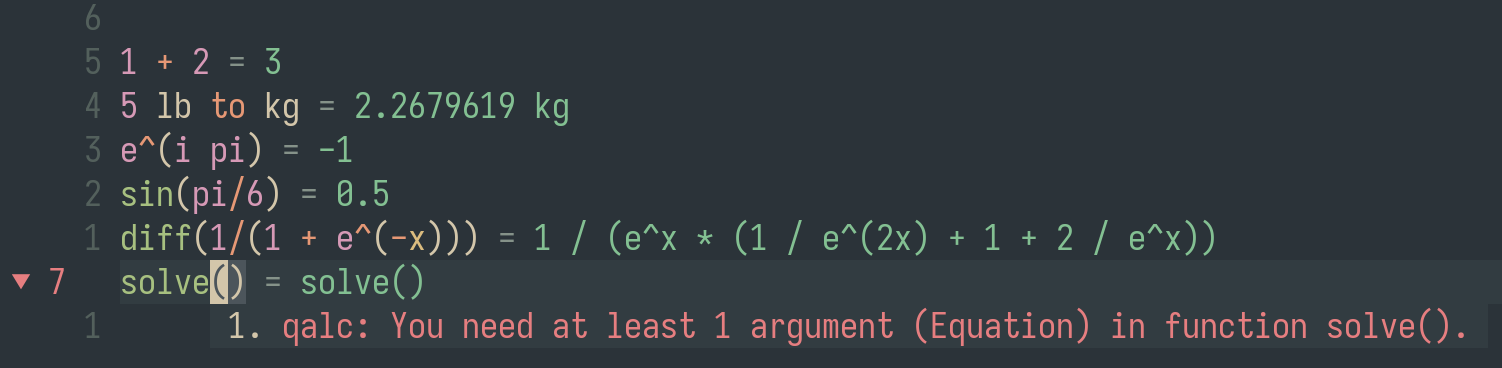 6
5 1 + 2 = 3
4 5 lb to kg = 2.2679619 kg
3 e^(i pi) = -1
2 sin(pi/6) = 0.5
1 diff(1/(1 + e^(-x))) = 1 / (e^x * (1 / e^(2x) + 1 + 2 / e^x))
▼ 7 solve() = solve()
1 1. qalc: You need at least 1 argument (Equation) in function solve().